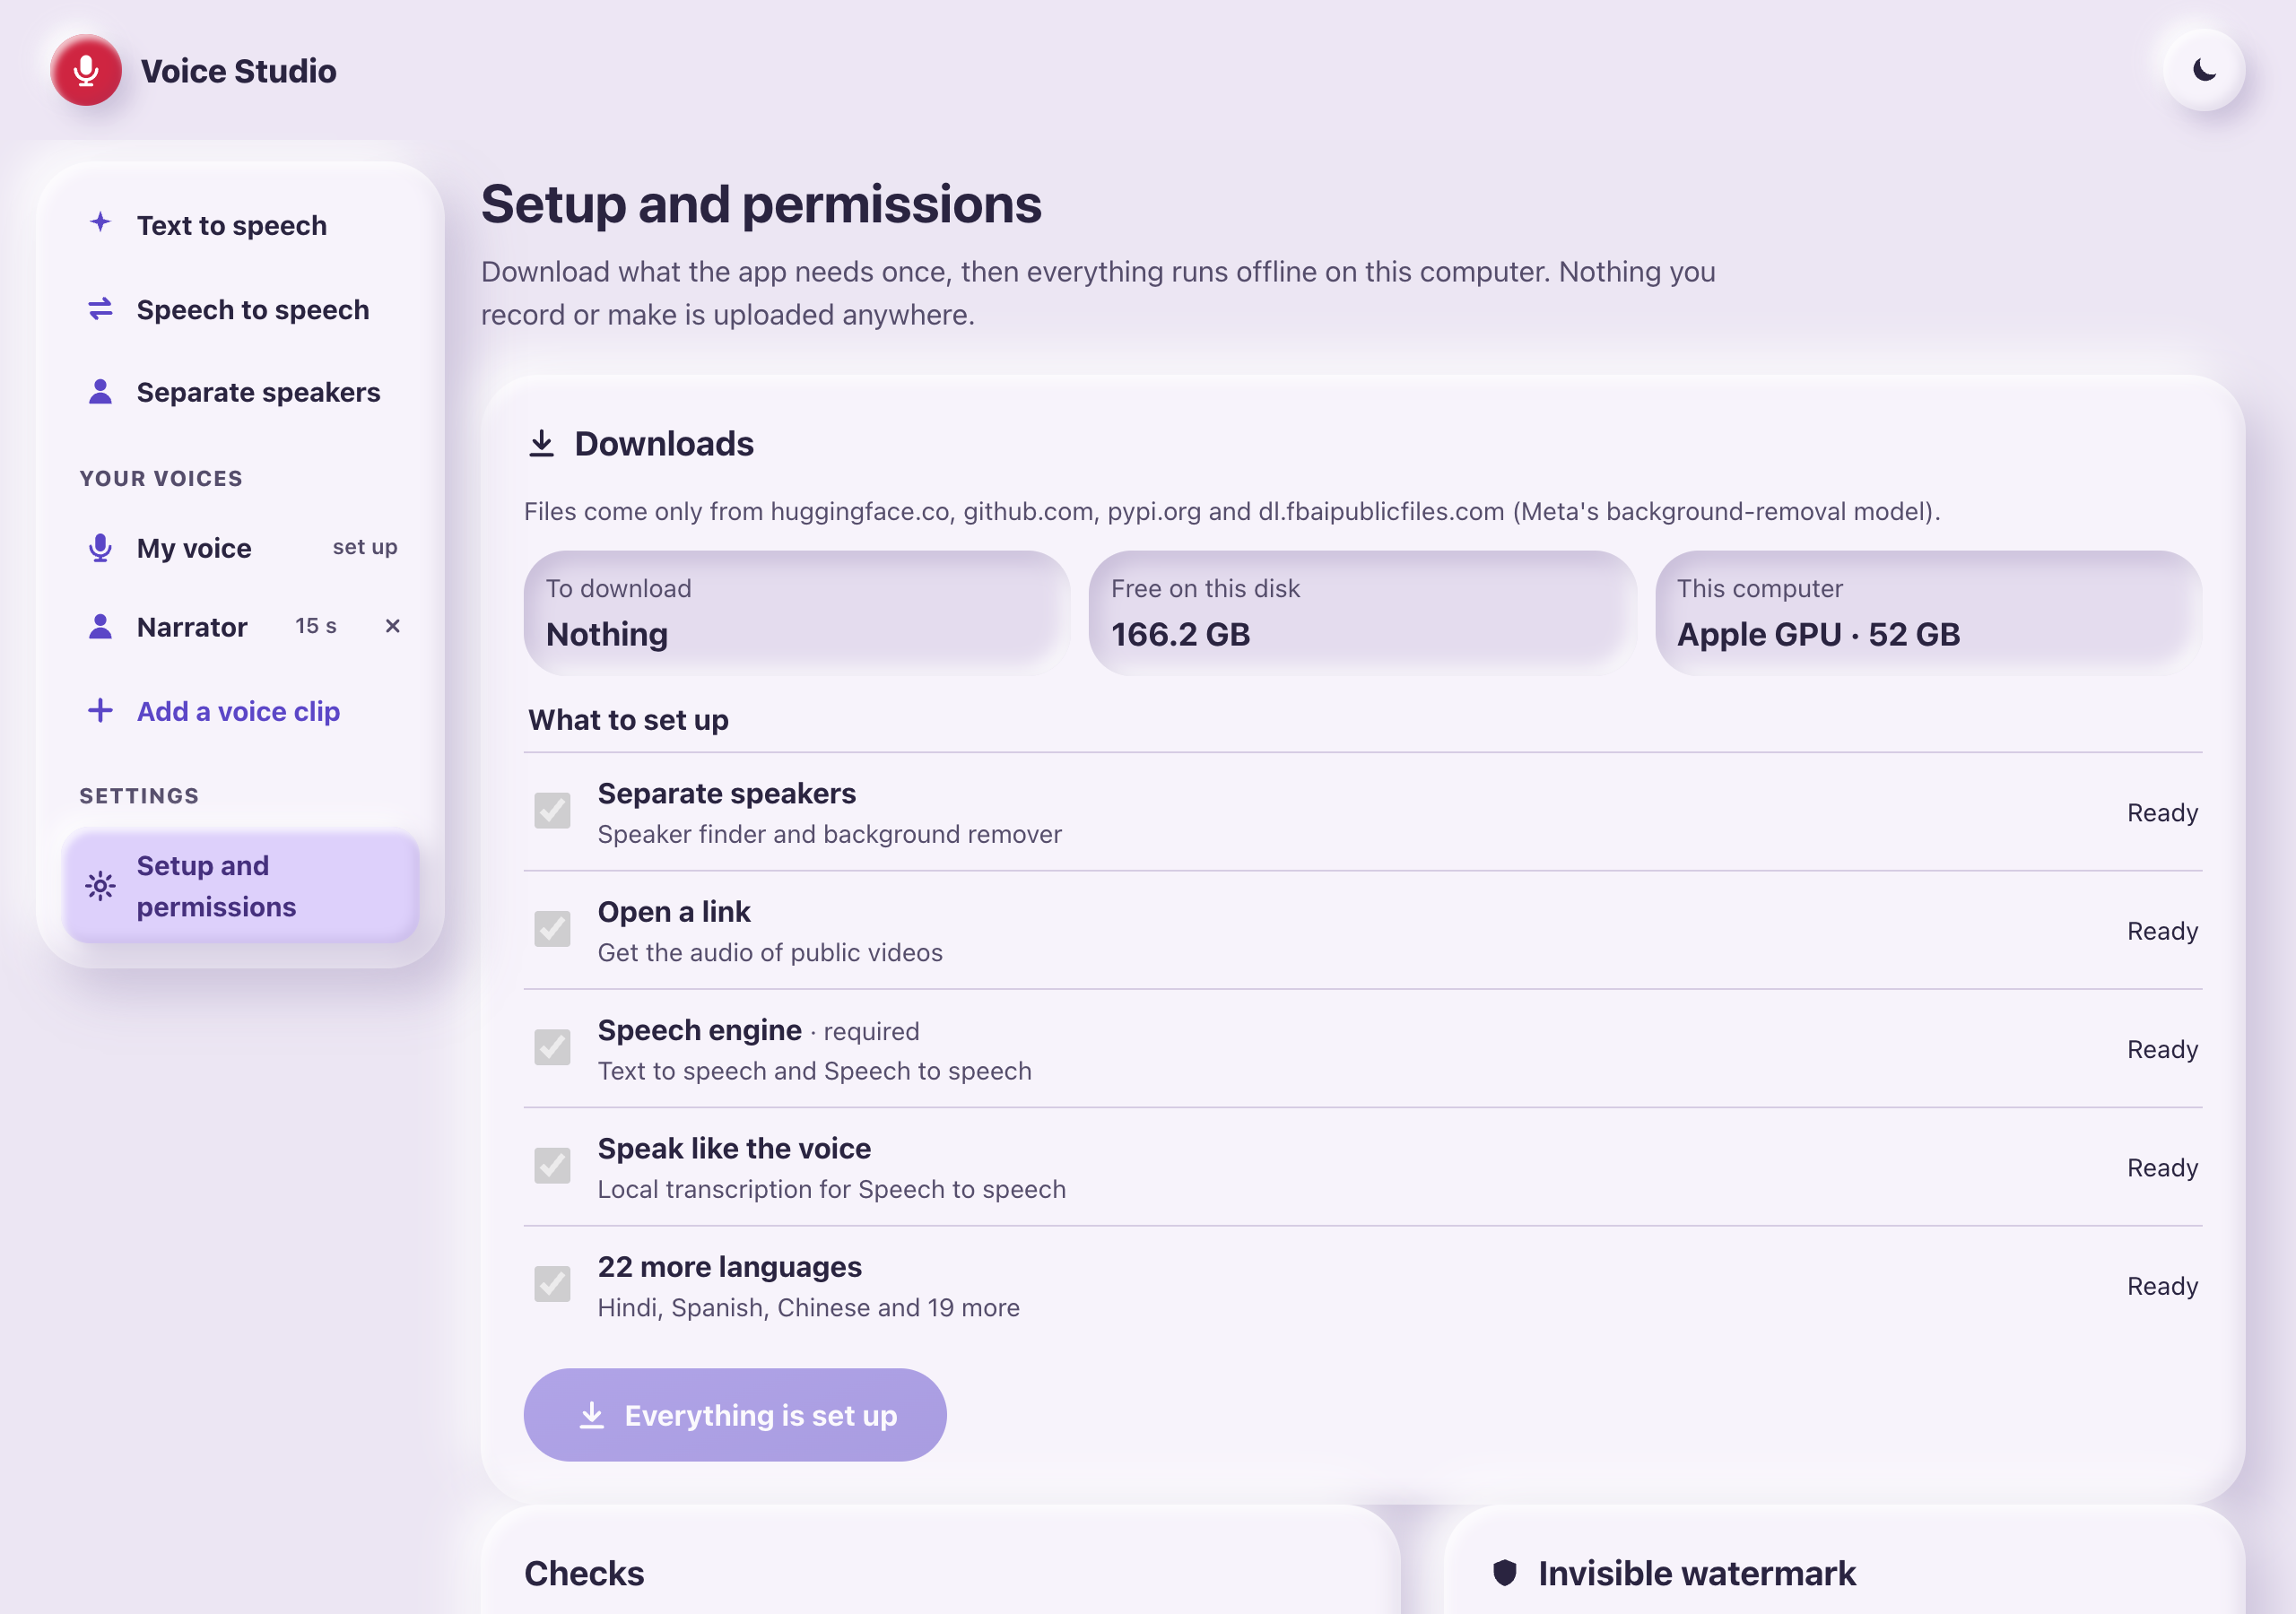 Voice Studio
Text to speech
Speech to speech
Separate speakers
YOUR VOICES
My voice set up
Narrator 15 s ×
Add a voice clip
SETTINGS
Setup and
permissions
Setup and permissions
Download what the app needs once, then everything runs offline on this computer. Nothing you
record or make is uploaded anywhere.
Downloads
Files come only from huggingface.co, github.com, pypi.org and dl.fbaipublicfiles.com (Meta's background-removal model).
To download
Nothing
Free on this disk
166.2 GB
This computer
Apple GPU · 52 GB
What to set up
Separate speakers
Speaker finder and background remover
Ready
Open a link
Get the audio of public videos
Ready
Speech engine · required
Text to speech and Speech to speech
Ready
Speak like the voice
Local transcription for Speech to speech
Ready
22 more languages
Hindi, Spanish, Chinese and 19 more
Ready
Everything is set up
Checks
Invisible watermark